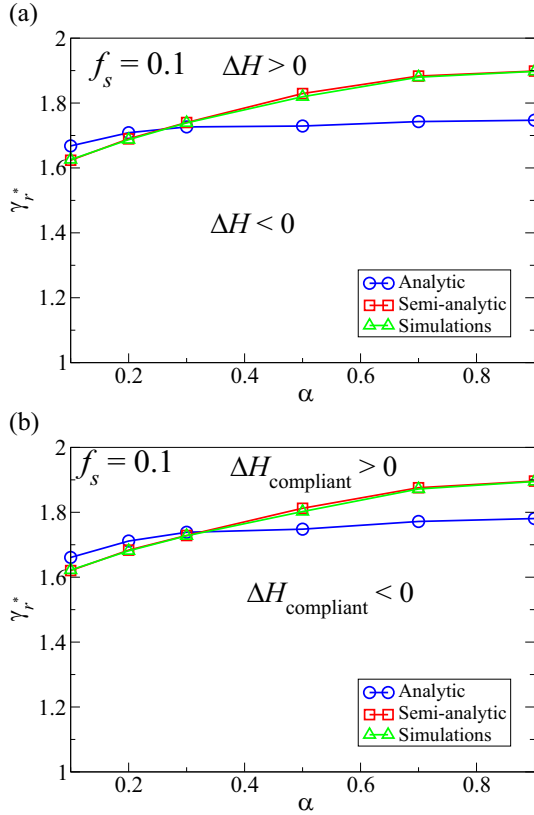 (a)
2
f_s = 0.1
ΔH > 0
1.8
1.6
γ_r*
ΔH < 0
1.4
Analytic
1.2
Semi-analytic
Simulations
1
0.2
0.4
0.6
0.8
α
(b)
2
f_s = 0.1
ΔH_compliant > 0
1.8
1.6
γ_r*
ΔH_compliant < 0
1.4
Analytic
1.2
Semi-analytic
Simulations
1
0.2
0.4
0.6
0.8
α